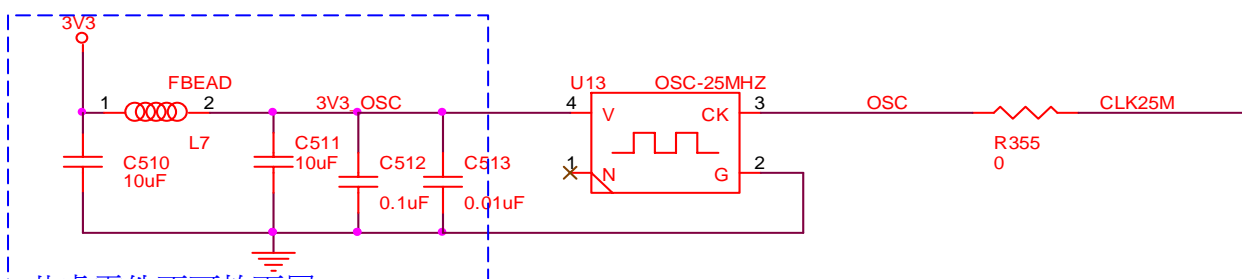 3V3
FBEAD
U13
OSC-25MHZ
1
2
3V3_OSC
4
V
CK
3
OSC
CLK25M
L7
C510
10uF
C511
10uF
C512
0.1uF
C513
0.01uF
1
N
G
2
R355
0